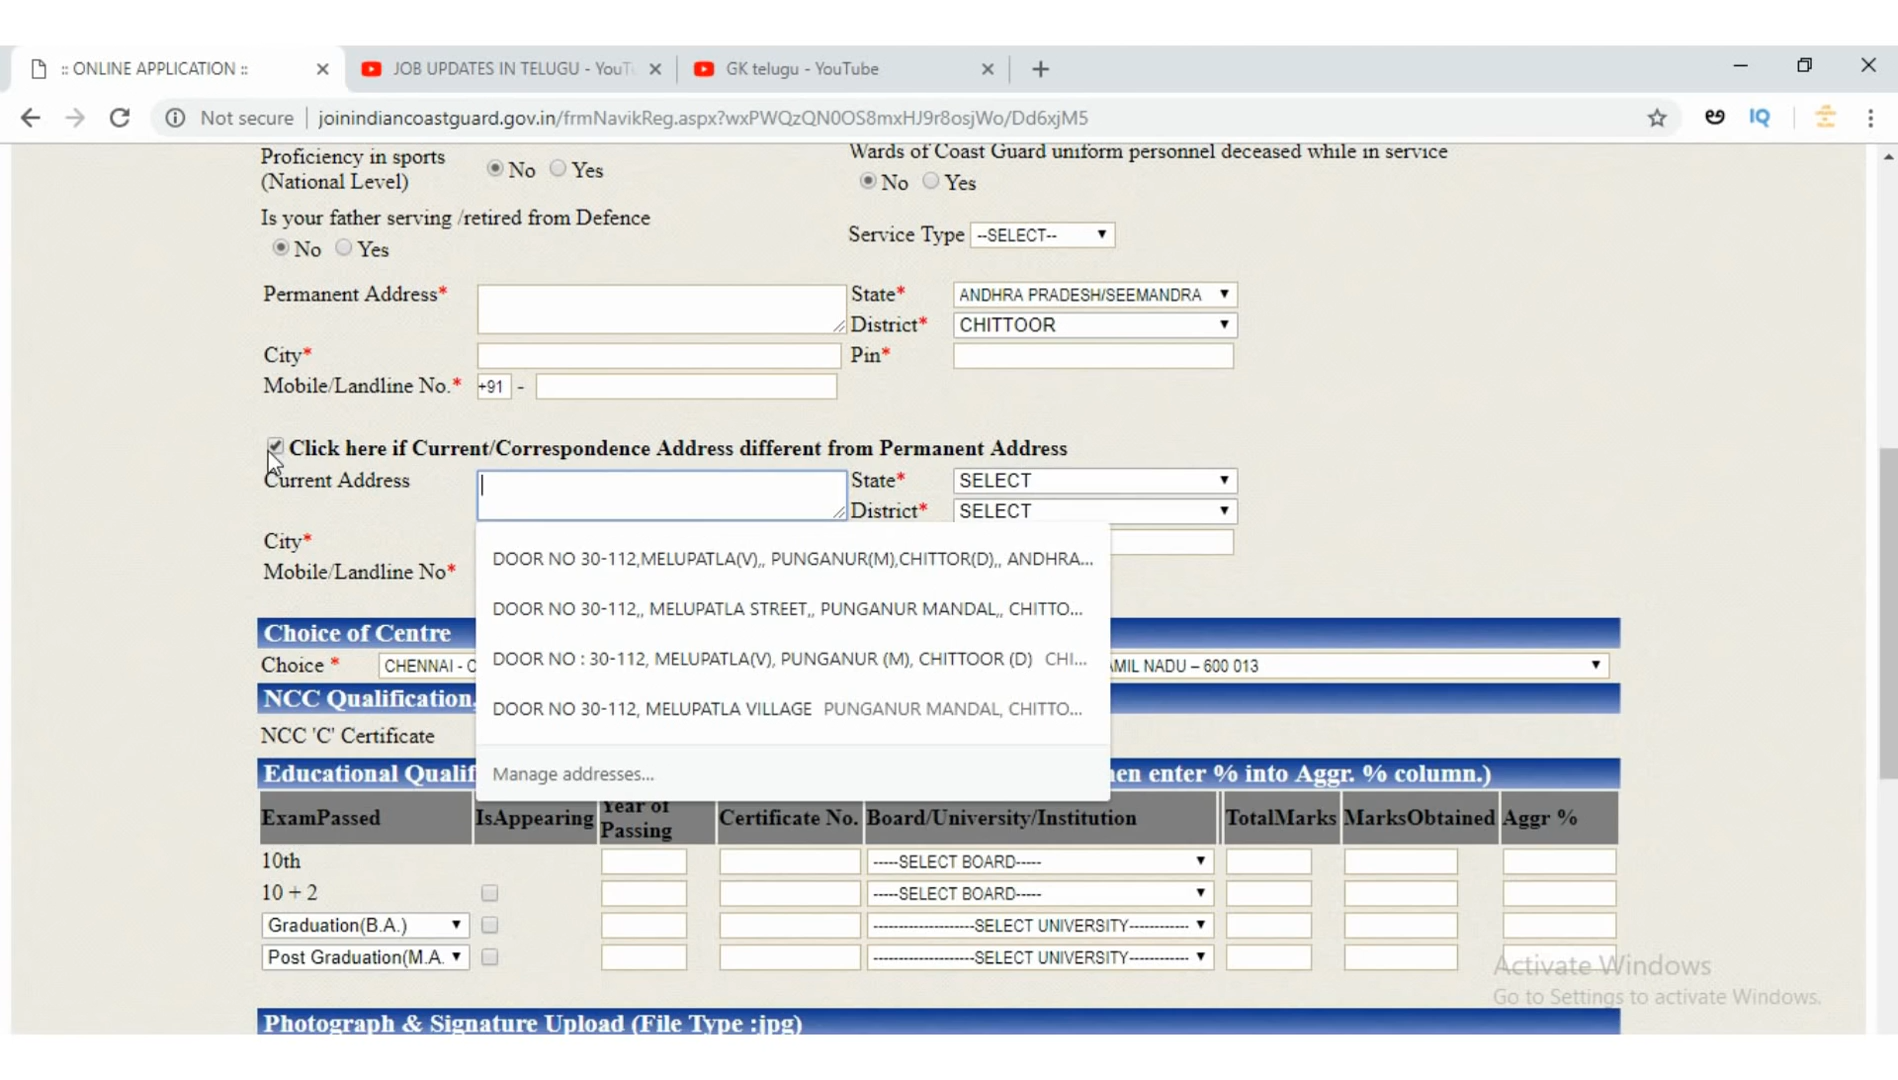 :: ONLINE APPLICATION ::
JOB UPDATES IN TELUGU - YouT
GK telugu - YouTube
Not secure
joinindiancoastguard.gov.in/frmNavikReg.aspx?wxPWQzQN0OS8mxHJ9r8osjWo/Dd6xjM5
IQ
Proficiency in sports
(National Level)
No Yes
Wards of Coast Guard uniform personnel deceased while in service
No Yes
Is your father serving /retired from Defence
No Yes
Service Type --SELECT--
Permanent Address*
State* ANDHRA PRADESH/SEEMANDRA
District* CHITTOOR
City*
Pin*
Mobile/Landline No.* +91 -
Click here if Current/Correspondence Address different from Permanent Address
Current Address
State* SELECT
District* SELECT
City*
Mobile/Landline No*
DOOR NO 30-112,MELUPATLA(V),, PUNGANUR(M),CHITTOR(D),, ANDHRA...
DOOR NO 30-112,, MELUPATLA STREET,, PUNGANUR MANDAL,, CHITTO...
DOOR NO : 30-112, MELUPATLA(V), PUNGANUR (M), CHITTOOR (D) CHI...
DOOR NO 30-112, MELUPATLA VILLAGE PUNGANUR MANDAL, CHITTO...
Manage addresses...
Choice of Centre
Choice * CHENNAI - C
AMIL NADU – 600 013
NCC Qualification,
NCC 'C' Certificate
Educational Qualif
en enter % into Aggr. % column.)
ExamPassed IsAppearing Year of Passing Certificate No. Board/University/Institution TotalMarks MarksObtained Aggr %
10th -----SELECT BOARD-----
10 + 2 -----SELECT BOARD-----
Graduation(B.A.) --------------------SELECT UNIVERSITY------------
Post Graduation(M.A. --------------------SELECT UNIVERSITY------------
Activate Windows
Go to Settings to activate Windows.
Photograph & Signature Upload (File Type :jpg)